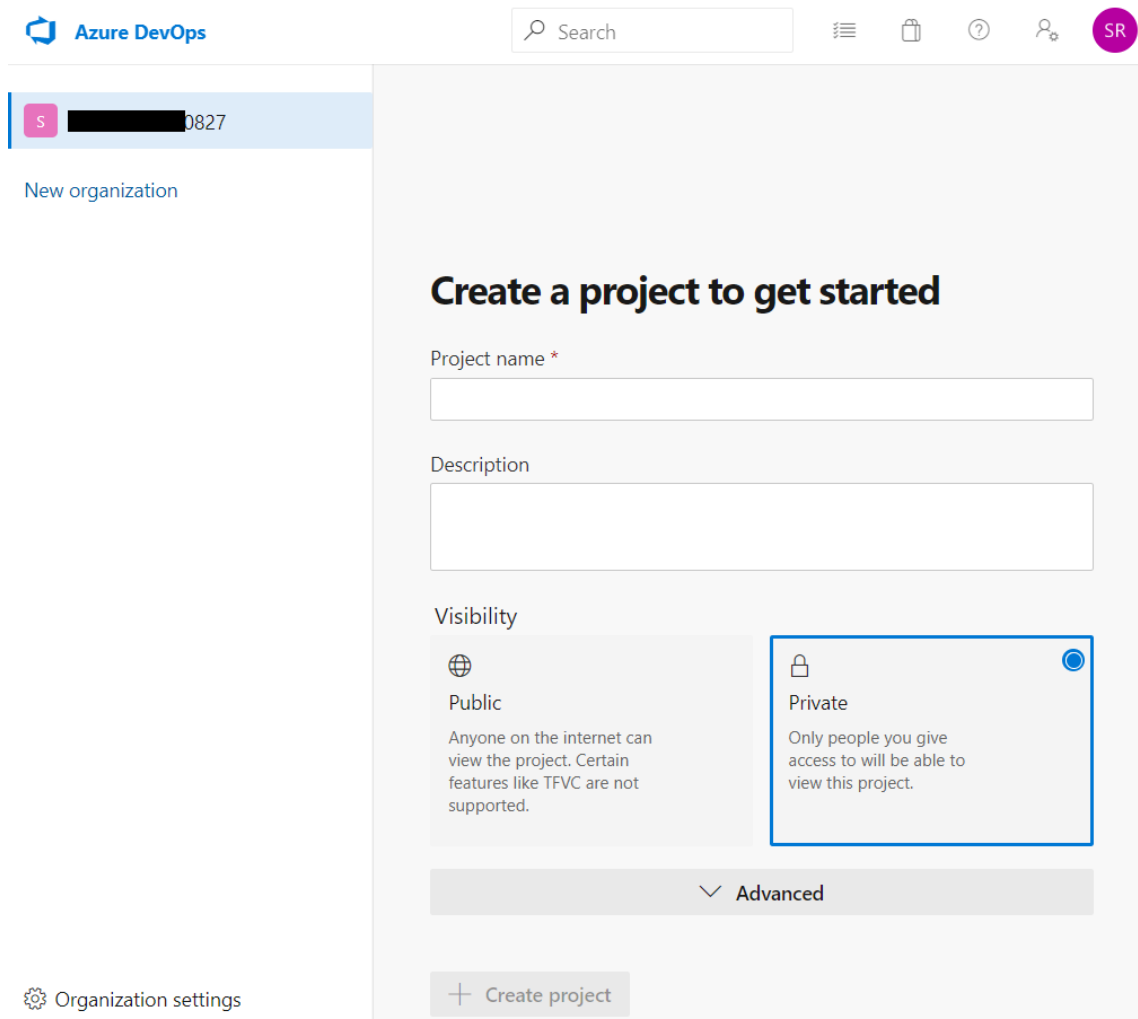 Azure DevOps
Search
SR
S
0827
New organization
Create a project to get started
Project name *
Description
Visibility
Public
Anyone on the internet can
view the project. Certain
features like TFVC are not
supported.
Private
Only people you give
access to will be able to
view this project.
Advanced
Create project
Organization settings